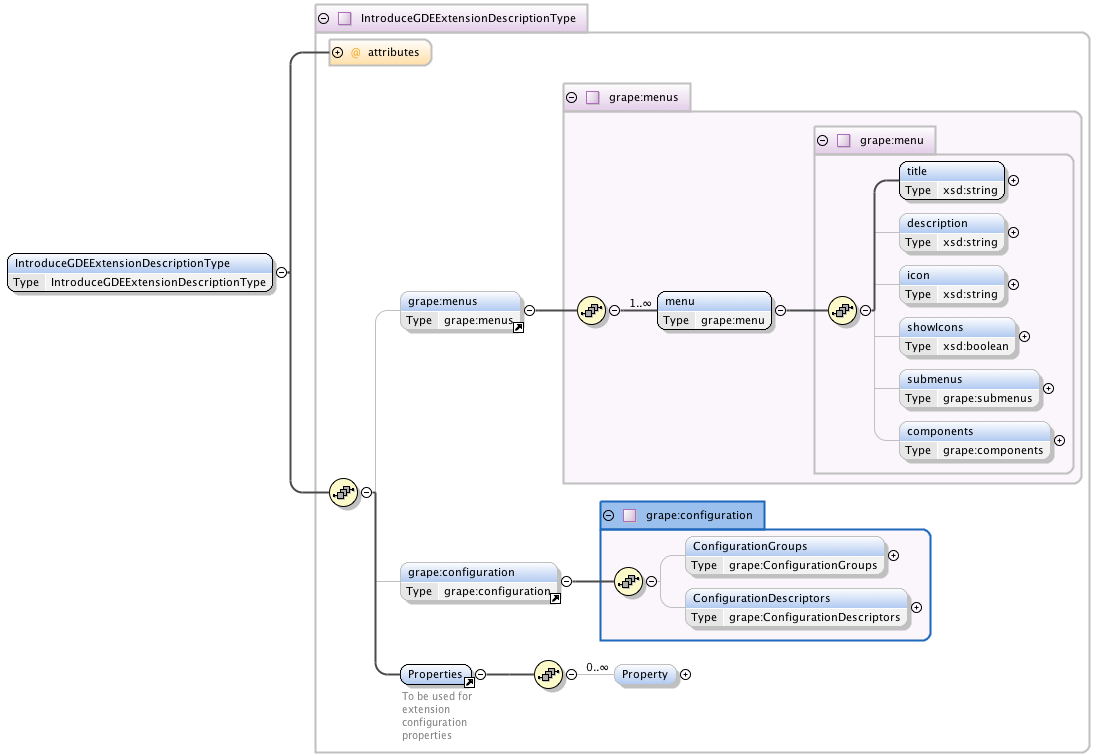 IntroduceGDEExtensionDescriptionType
@ attributes
grape:menus
grape:menu
title
Type xsd:string
description
Type xsd:string
icon
Type xsd:string
showIcons
Type xsd:boolean
submenus
Type grape:submenus
components
Type grape:components
IntroduceGDEExtensionDescriptionType
Type IntroduceGDEExtensionDescriptionType
grape:menus
Type grape:menus
1..∞
menu
Type grape:menu
grape:configuration
grape:configuration
Type grape:configuration
ConfigurationGroups
Type grape:ConfigurationGroups
ConfigurationDescriptors
Type grape:ConfigurationDescriptors
Properties
0..∞
Property
To be used for
extension
configuration
properties